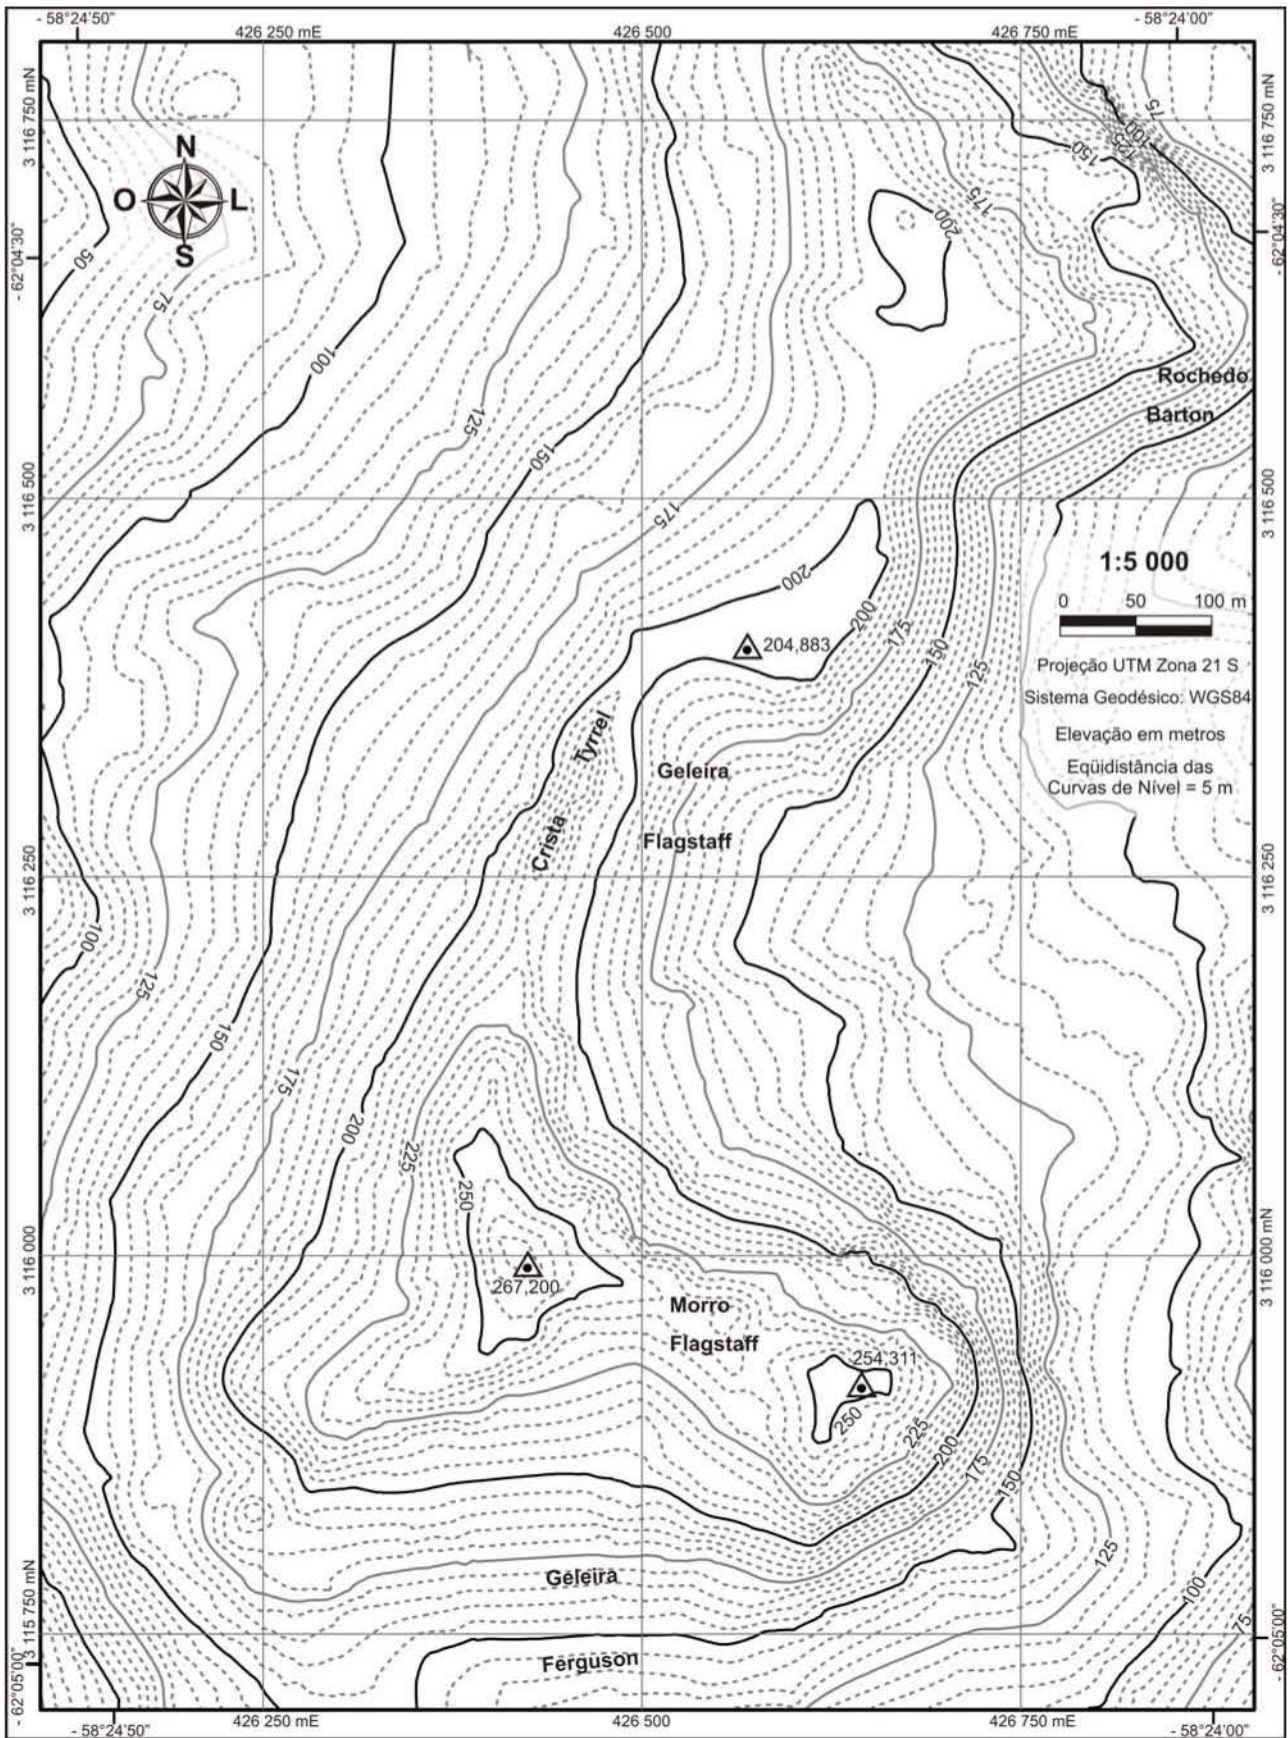 - 58°24'50"
- 58°24'00"
426 250 mE
426 500
426 750 mE
3 116 750 mN
3 116 750 mN
N
O
L
S
- 62°04'30"
- 62°04'30"
50
75
100
125
150
175
200
175
150
125
100
75
Rochedo
Barton
3 116 500
3 116 500
1:5 000
0 50 100 m
Projeção UTM Zona 21 S
Sistema Geodésico: WGS84
Elevação em metros
Eqüidistância das
Curvas de Nível = 5 m
200
204,883
200
175
150
125
Crista Tyrrel
Geleira
Flagstaff
3 116 250
3 116 250
100
125
150
175
200
225
250
267,200
3 116 000
3 116 000 mN
Morro
Flagstaff
254,311
250
225
200
175
150
125
100
75
Geleira
Ferguson
3 115 750 mN
- 62°05'00"
- 62°05'00"
- 58°24'50"
426 250 mE
426 500
426 750 mE
- 58°24'00"